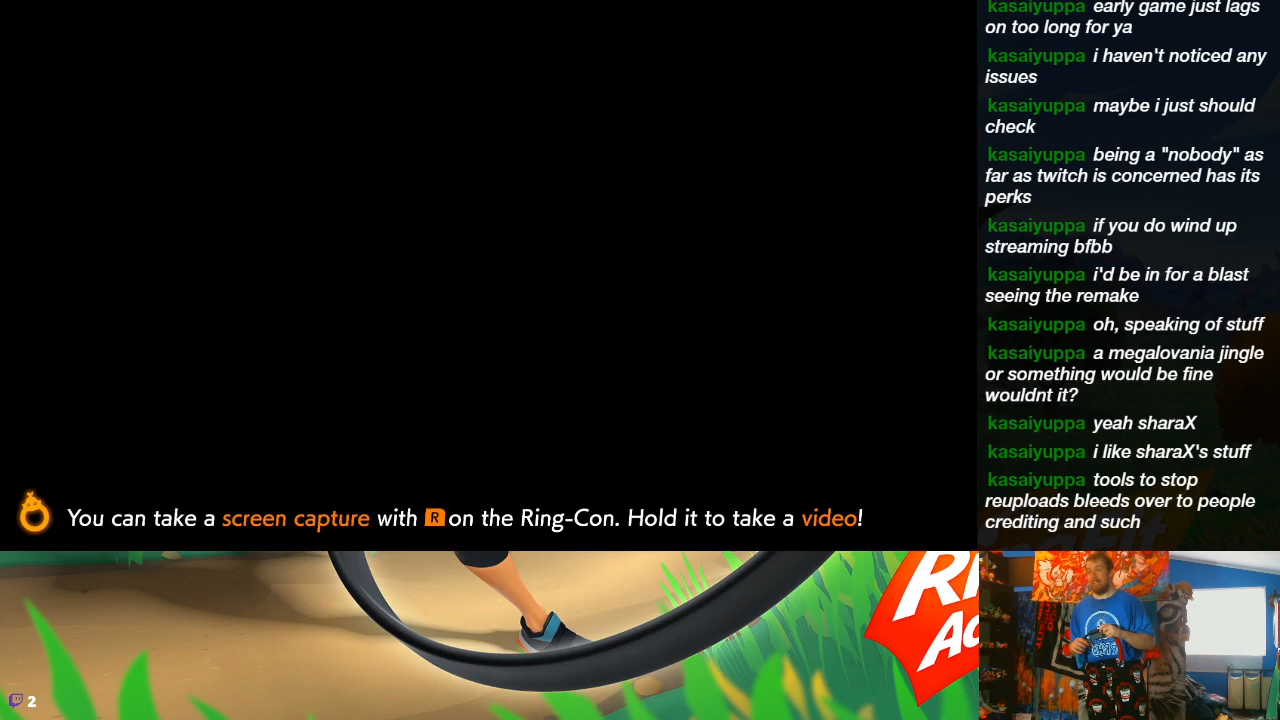 kasaiyuppa early game just lags
on too long for ya
kasaiyuppa i haven't noticed any
issues
kasaiyuppa maybe i just should
check
kasaiyuppa being a "nobody" as
far as twitch is concerned has its
perks
kasaiyuppa if you do wind up
streaming bfbb
kasaiyuppa i'd be in for a blast
seeing the remake
kasaiyuppa oh, speaking of stuff
kasaiyuppa a megalovania jingle
or something would be fine
wouldnt it?
kasaiyuppa yeah sharaX
kasaiyuppa i like sharaX's stuff
kasaiyuppa tools to stop
reuploads bleeds over to people
crediting and such
You can take a screen capture with R on the Ring-Con. Hold it to take a video!
2